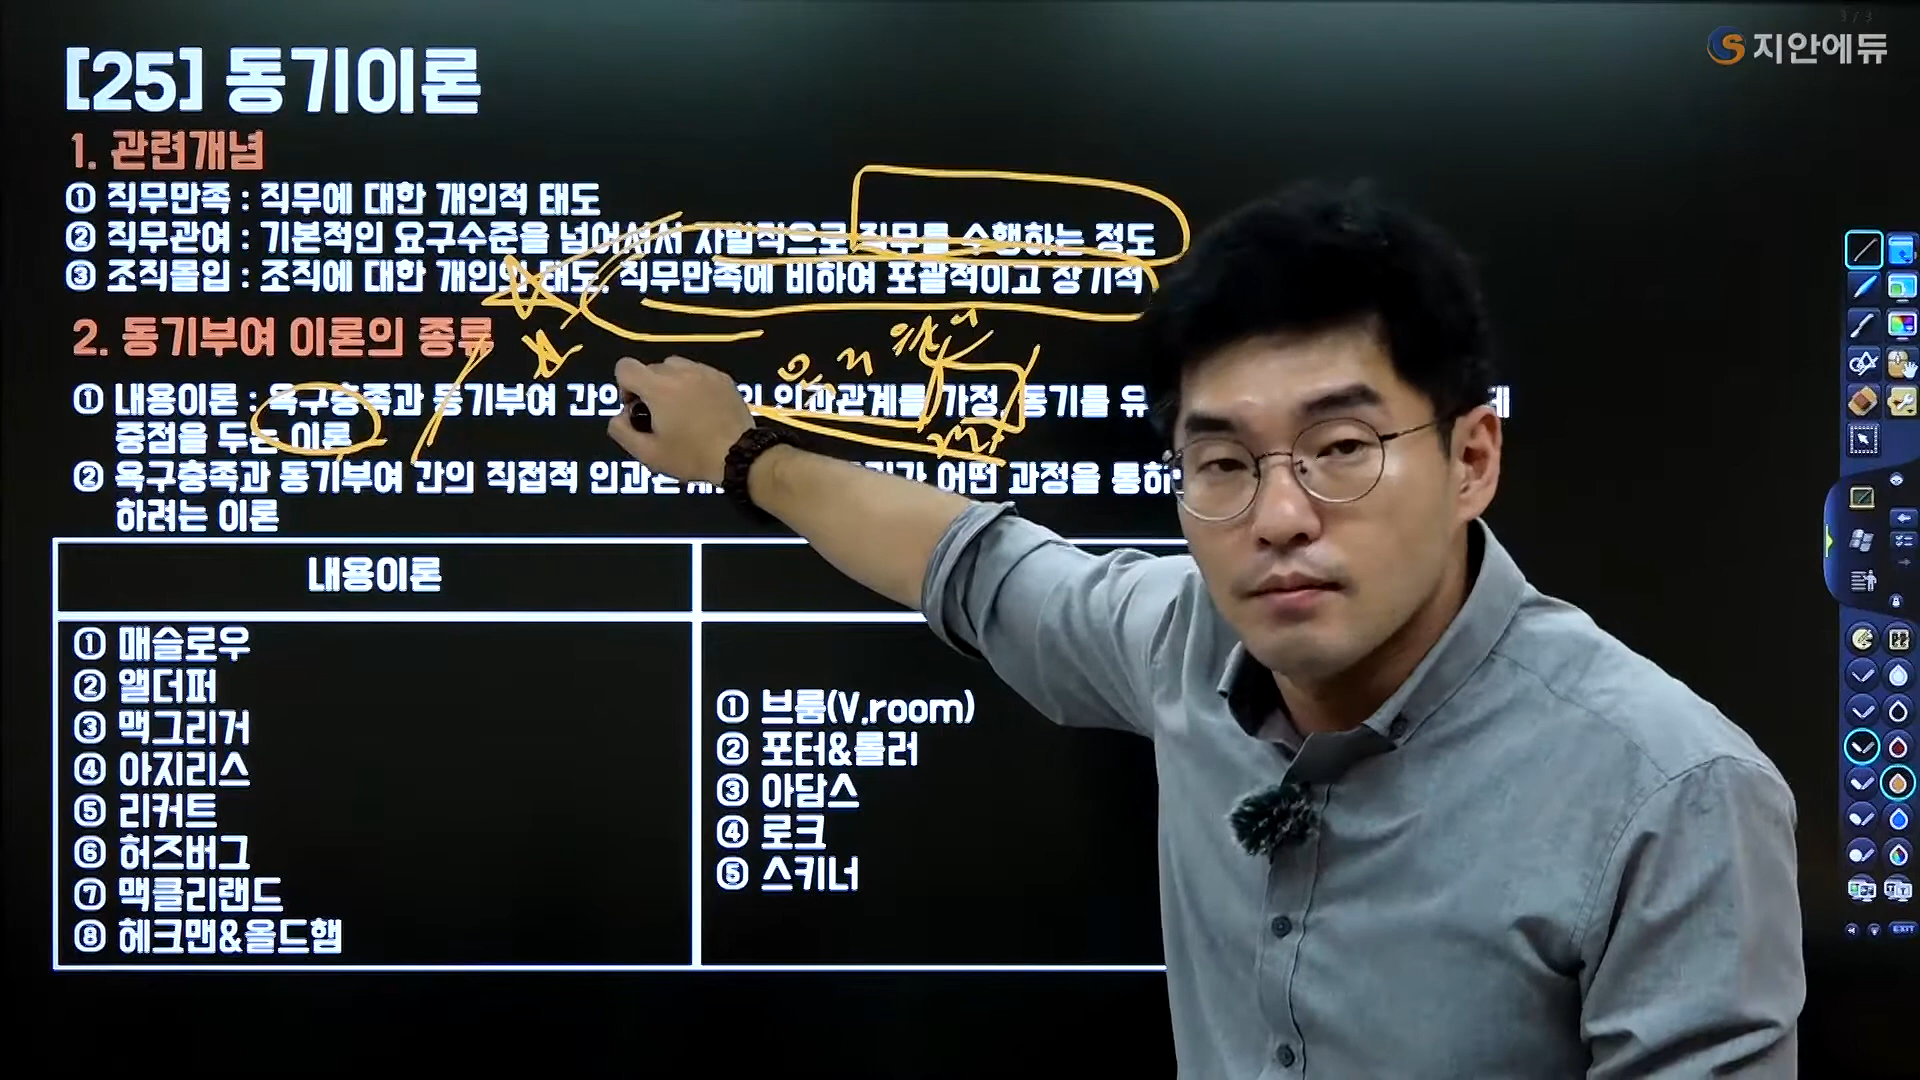 지안에듀
[25] 동기이론
1. 관련개념
① 직무만족 : 직무에 대한 개인적 태도
② 직무관여 : 기본적인 요구수준을 넘어서서 자발적으로 직무를 수행하는 정도
③ 조직몰입 : 조직에 대한 개인의 태도. 직무만족에 비하여 포괄적이고 장기적
2. 동기부여 이론의 종류
① 내용이론 : 욕구충족과 동기부여 간의 인과관계를 가정, 동기를 유
중점을 두는 이론
② 욕구충족과 동기부여 간의 직접적 어떤 과정을 통하
하려는 이론
내용이론
① 매슬로우
② 앨더퍼
③ 맥그리거
④ 아지리스
⑤ 리커트
⑥ 허즈버그
⑦ 맥클리랜드
⑧ 헤크맨&올드햄
① 브룸(V.room)
② 포터&롤러
③ 아담스
④ 로크
⑤ 스키너
EXIT